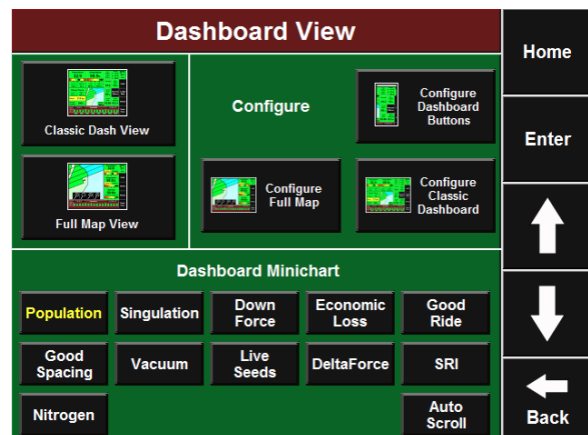 Dashboard View
Home
Enter
Back
Classic Dash View
Full Map View
Configure
Configure
Dashboard
Buttons
Configure
Full Map
Configure
Classic
Dashboard
Dashboard Minichart
Population
Singulation
Down
Force
Economic
Loss
Good
Ride
Good
Spacing
Vacuum
Live
Seeds
DeltaForce
SRI
Nitrogen
Auto
Scroll